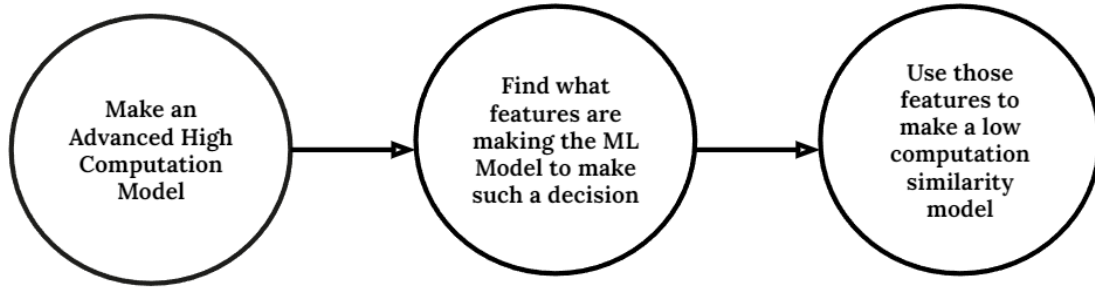 Make an
Advanced High
Computation
Model
Find what
features are
making the ML
Model to make
such a decision
Use those
features to
make a low
computation
similarity
model